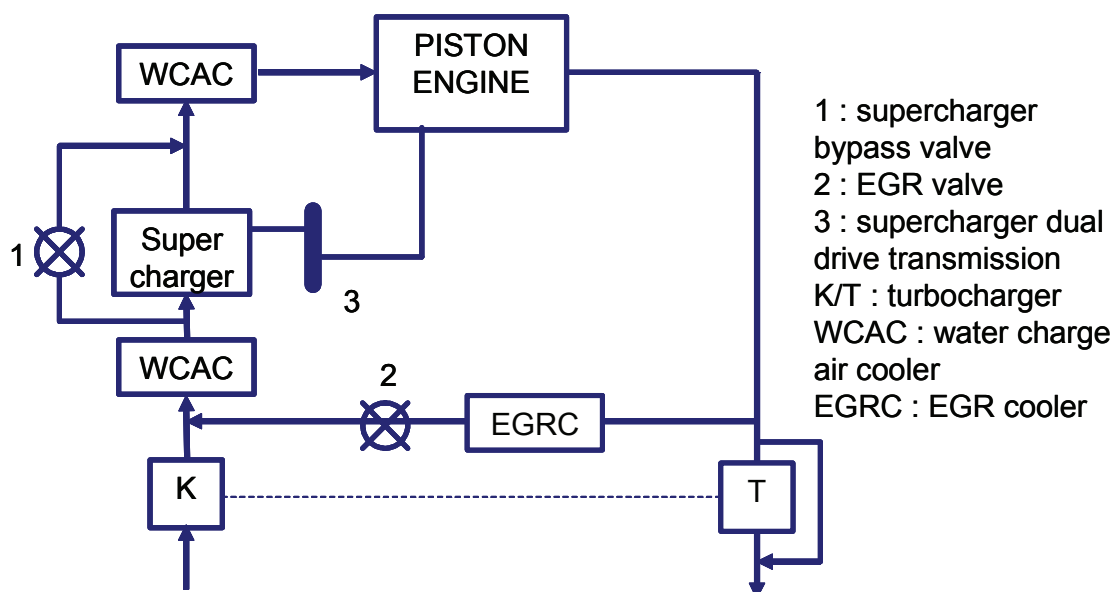 WCAC
PISTON
ENGINE
1
Super
charger
3
WCAC
2
EGRC
K
T
1 : supercharger
bypass valve
2 : EGR valve
3 : supercharger dual
drive transmission
K/T : turbocharger
WCAC : water charge
air cooler
EGRC : EGR cooler